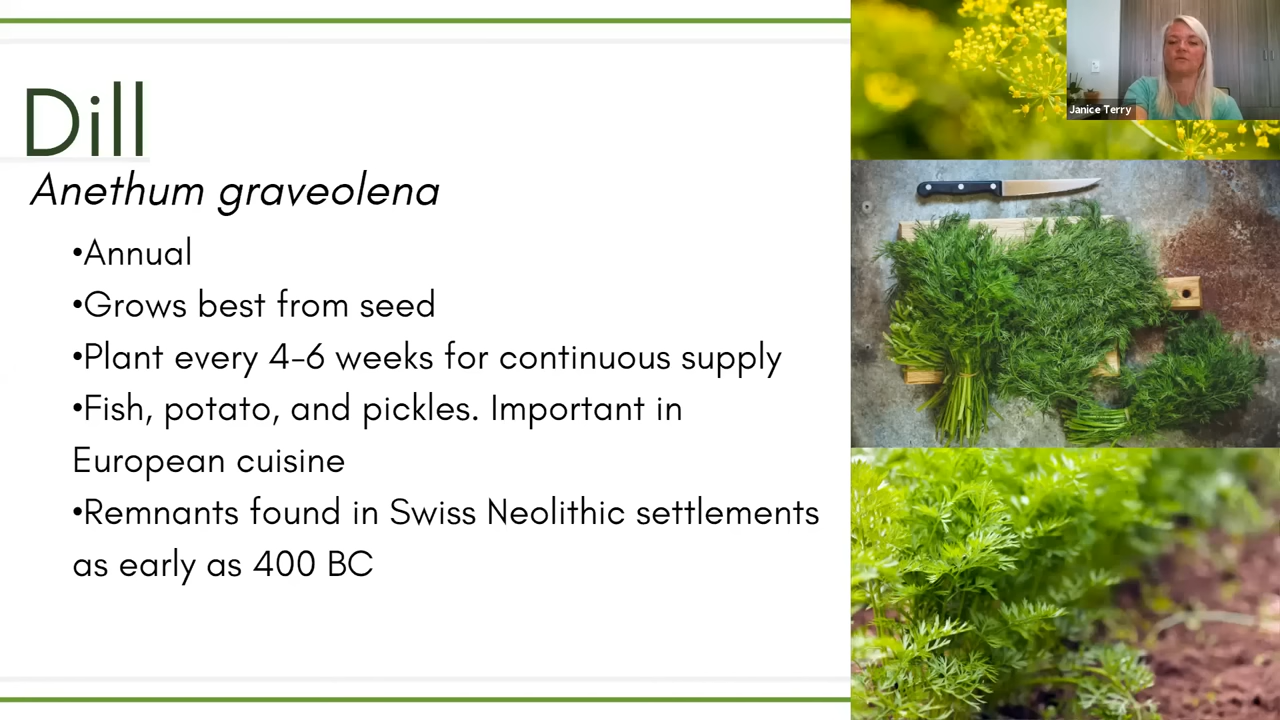 Dill
Anethum graveolena
•Annual
•Grows best from seed
•Plant every 4-6 weeks for continuous supply
•Fish, potato, and pickles. Important in
European cuisine
•Remnants found in Swiss Neolithic settlements
as early as 400 BC
Janice Terry